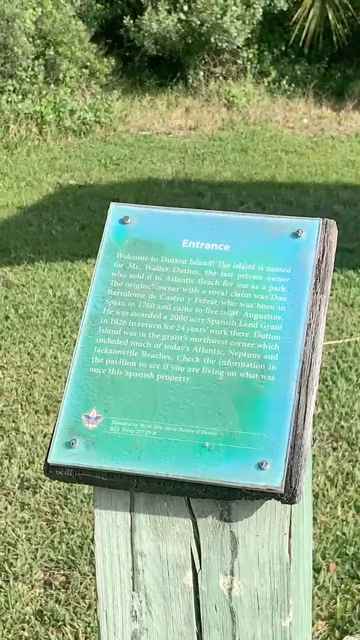 Entrance
Welcome to Dutton Island! The island is named
for Mr. Walter Dutton, the last private owner
who sold it to Atlantic Beach for use as a park.
The original owner with a royal claim was Don
Bartolome de Castro y Ferrer who was born in
Spain in 1760 and came to live in St. Augustine.
He was awarded a 2000 acre Spanish Land Grant
in 1826 in return for 24 years' work there. Dutton
Island was in the grant's northwest corner which
included much of today's Atlantic, Neptune and
Jacksonville Beaches. Check the information in
the pavilion to see if you are living on what was
once this Spanish property.
Donated by